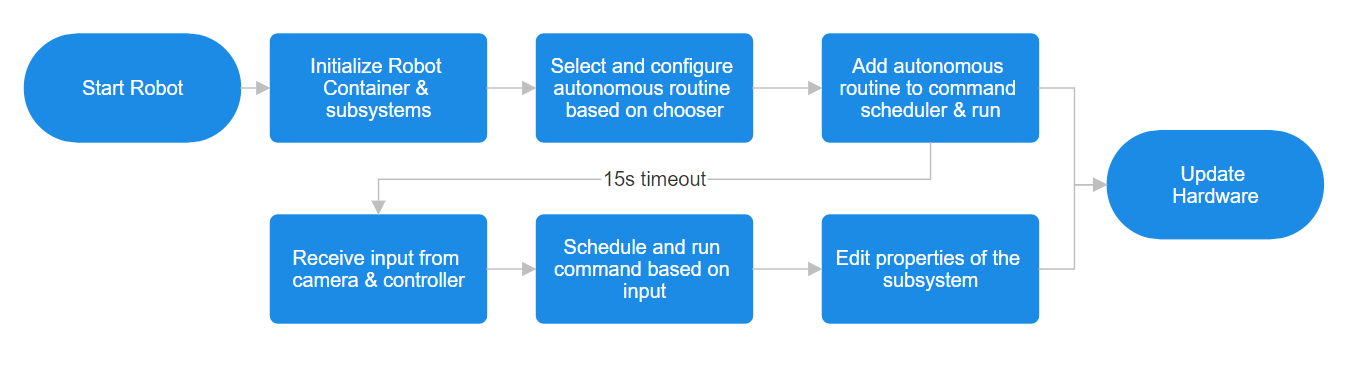 Start Robot
Initialize Robot
Container &
subsystems
Select and configure
autonomous routine
based on chooser
Add autonomous
routine to command
scheduler & run
15s timeout
Receive input from
camera & controller
Schedule and run
command based on
input
Edit properties of the
subsystem
Update
Hardware